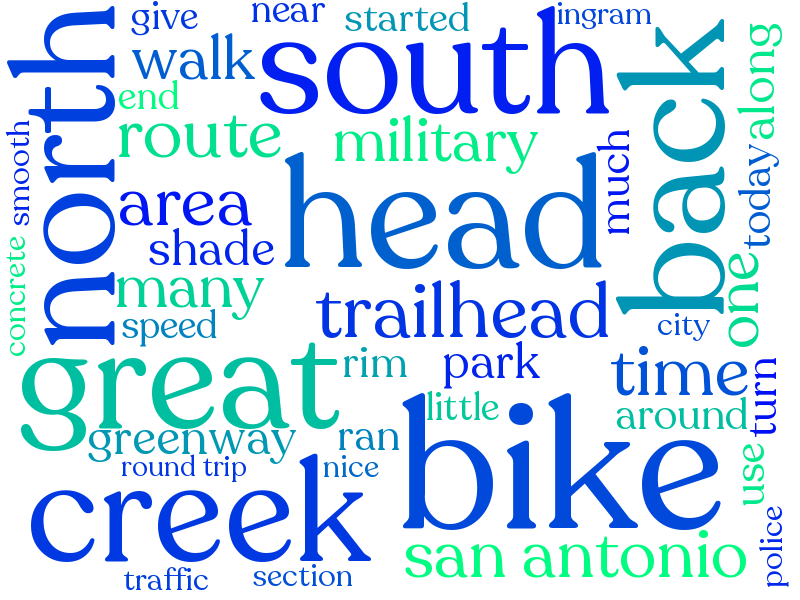 give
near
started
ingram
walk
south
north
back
along
end
route
military
much
smooth
area
head
today
shade
many
concrete
speed
trailhead
one
city
great
rim
park
time
turn
little
around
greenway
ran
bike
round trip
nice
use
creek
san antonio
police
traffic
section